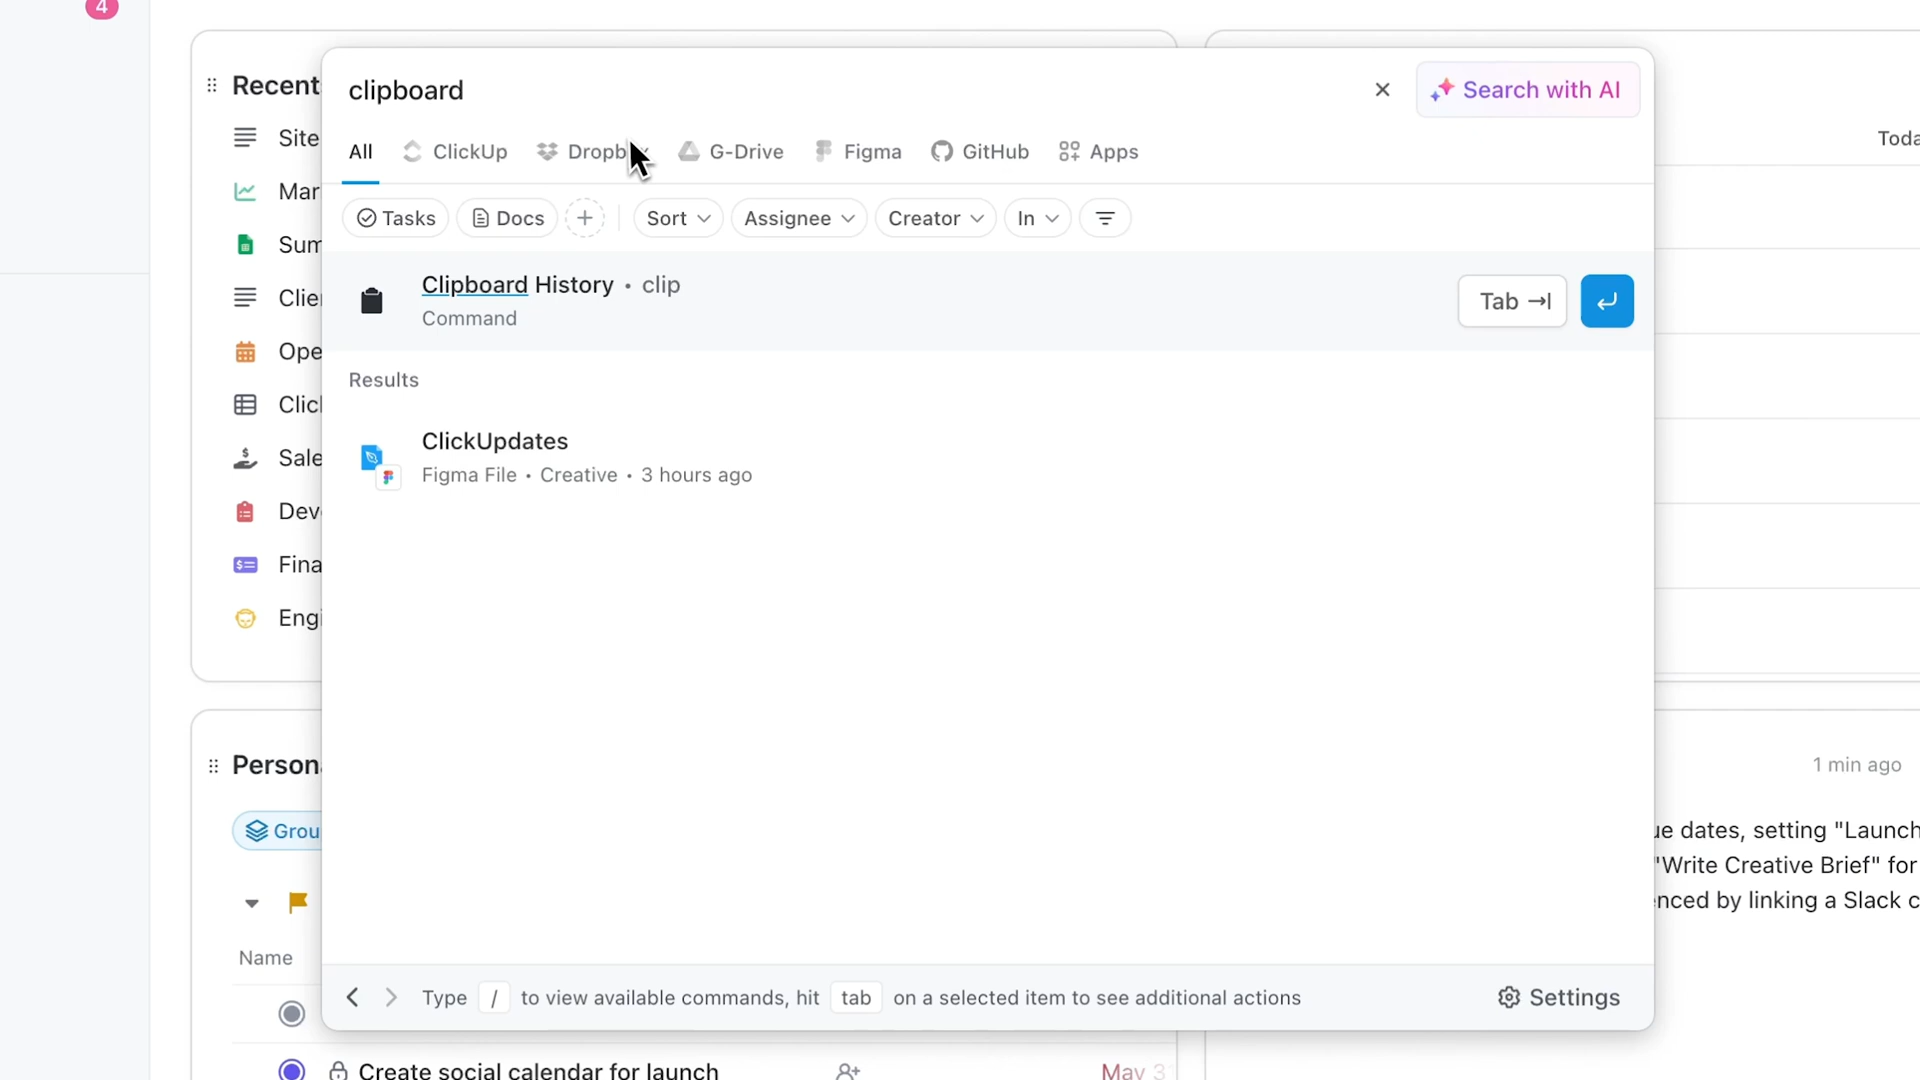 4
Recent
clipboard
Search with AI
Site
All ClickUp G-Drive Figma GitHub Apps
Tasks Docs Sort Assignee Creator In
Clipboard History • clip
Command
Tab
Results
ClickUpdates
Figma File • Creative • 3 hours ago
Mar
Sum
Clie
Ope
Clic
Sale
Dev
Fina
Engi
Toda
Person
Grou
Name
1 min ago
ue dates, setting "Launch
"Write Creative Brief" for
enced by linking a Slack c
Type / to view available commands, hit tab on a selected item to see additional actions
Settings
Create social calendar for launch
May 3